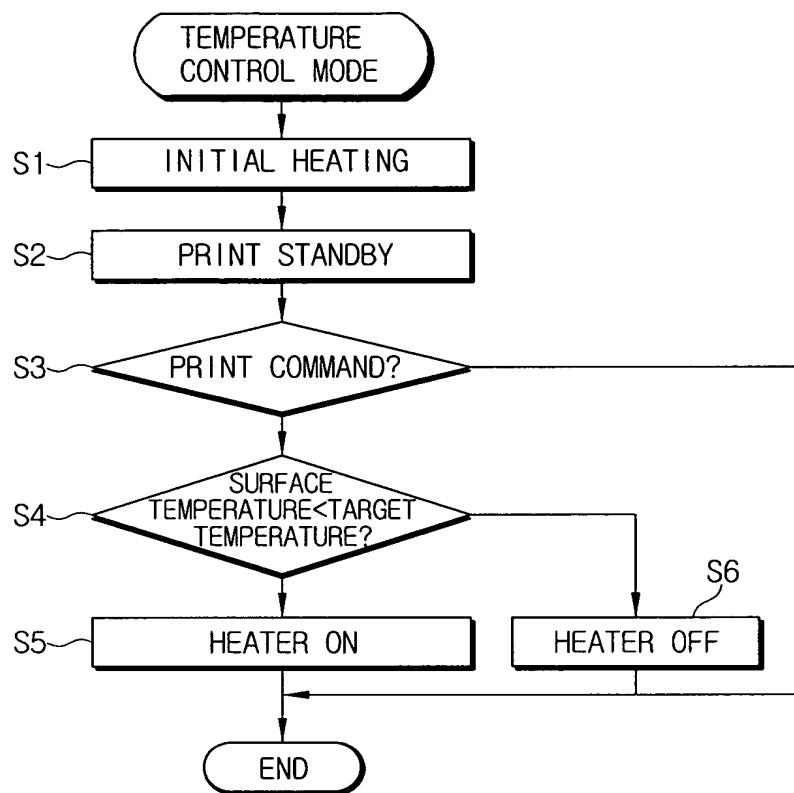 TEMPERATURE
CONTROL MODE
S1
INITIAL HEATING
S2
PRINT STANDBY
S3
PRINT COMMAND?
S4
SURFACE
TEMPERATURE<TARGET
TEMPERATURE?
S5
HEATER ON
S6
HEATER OFF
END